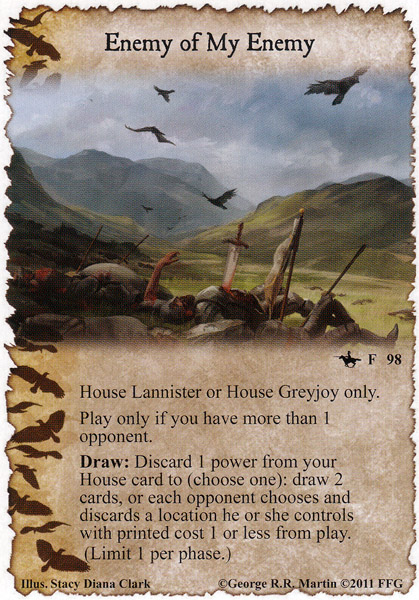 Enemy of My Enemy
F 98
House Lannister or House Greyjoy only.
Play only if you have more than 1
opponent.
Draw: Discard 1 power from your
House card to (choose one): draw 2
cards, or each opponent chooses and
discards a location he or she controls
with printed cost 1 or less from play.
(Limit 1 per phase.)
Illus. Stacy Diana Clark
©George R.R. Martin ©2011 FFG